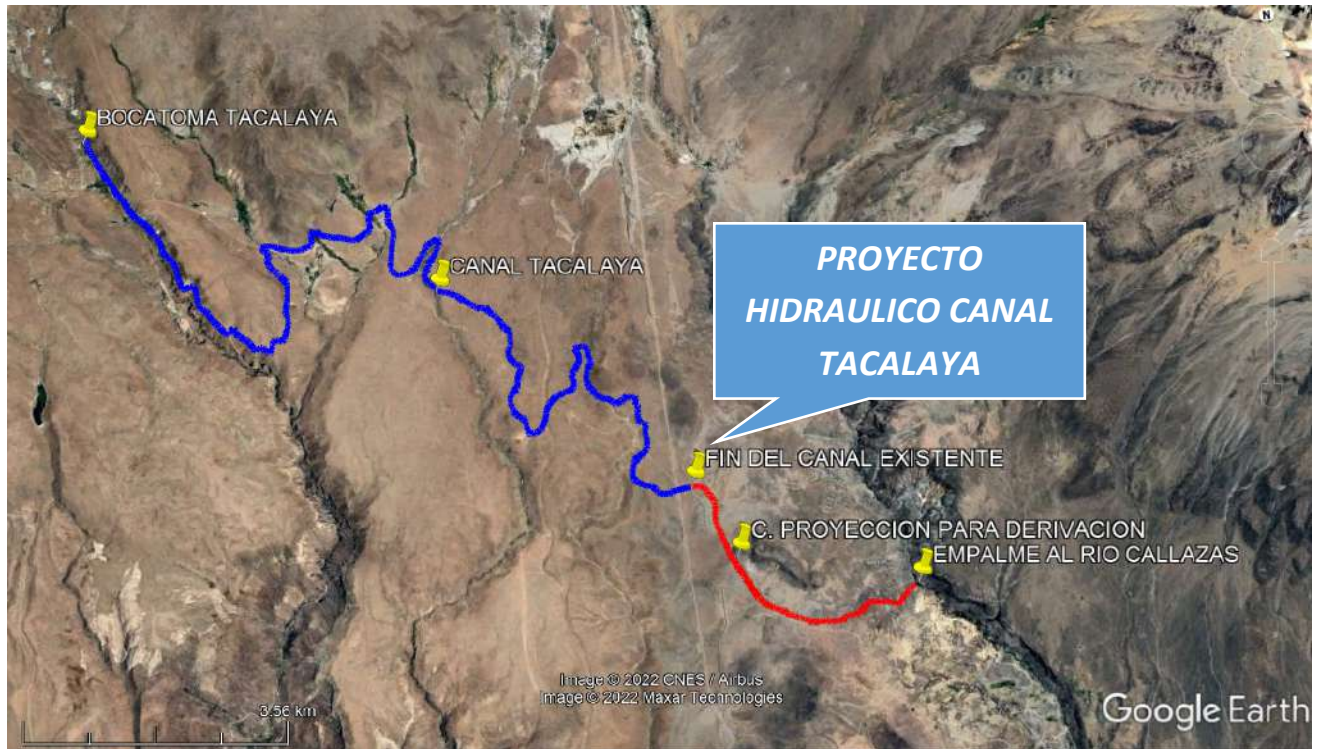 N
BOCATOMA TACALAYA
CANAL TACALAYA
PROYECTO
HIDRAULICO CANAL
TACALAYA
FIN DEL CANAL EXISTENTE
C. PROYECCION PARA DERIVACION
EMPALME AL RIO CALLAZAS
Image © 2022 CNES / Airbus
Image © 2022 Maxar Technologies
3.56 km
Google Earth